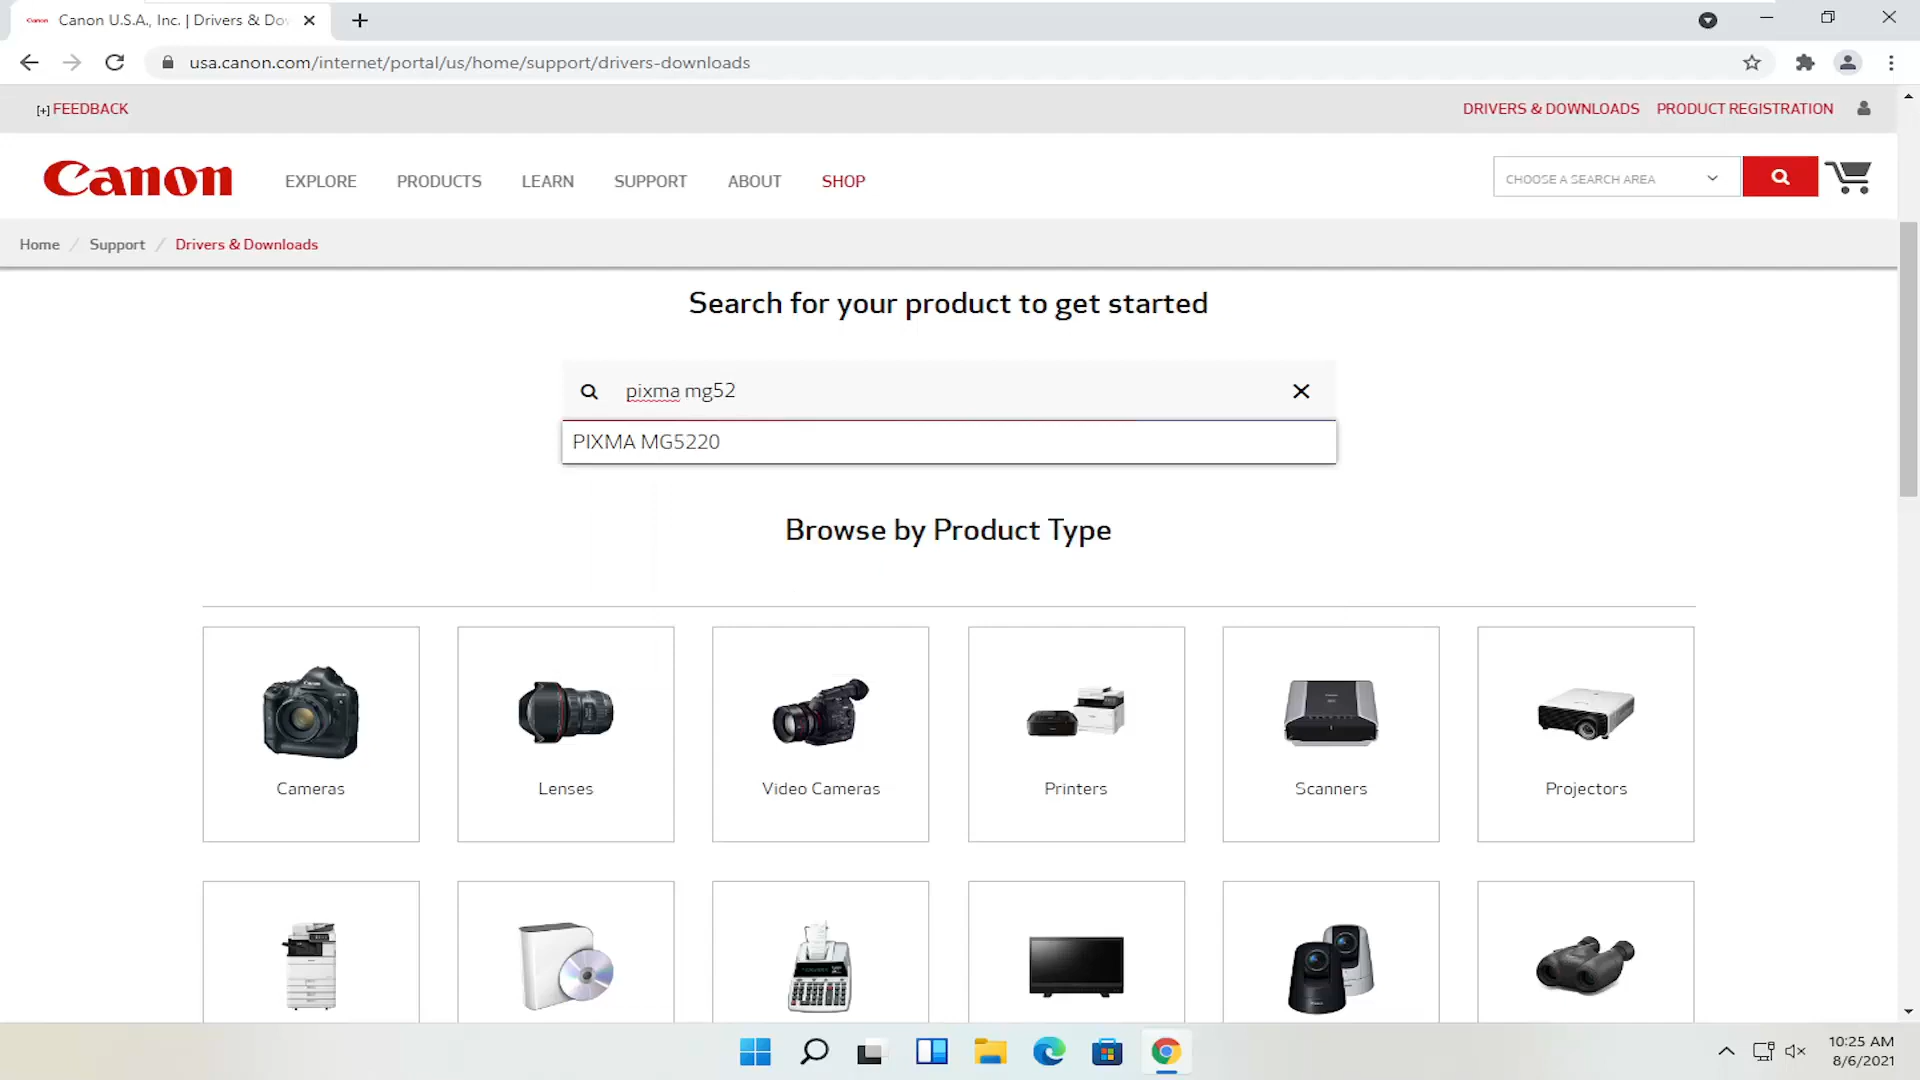 Canon U.S.A., Inc. | Drivers & Do
usa.canon.com/internet/portal/us/home/support/drivers-downloads
[+] FEEDBACK
DRIVERS & DOWNLOADS PRODUCT REGISTRATION
Canon EXPLORE PRODUCTS LEARN SUPPORT ABOUT SHOP CHOOSE A SEARCH AREA
Home / Support / Drivers & Downloads
Search for your product to get started
pixma mg52
PIXMA MG5220
Browse by Product Type
Cameras Lenses Video Cameras Printers Scanners Projectors
10:25 AM
8/6/2021